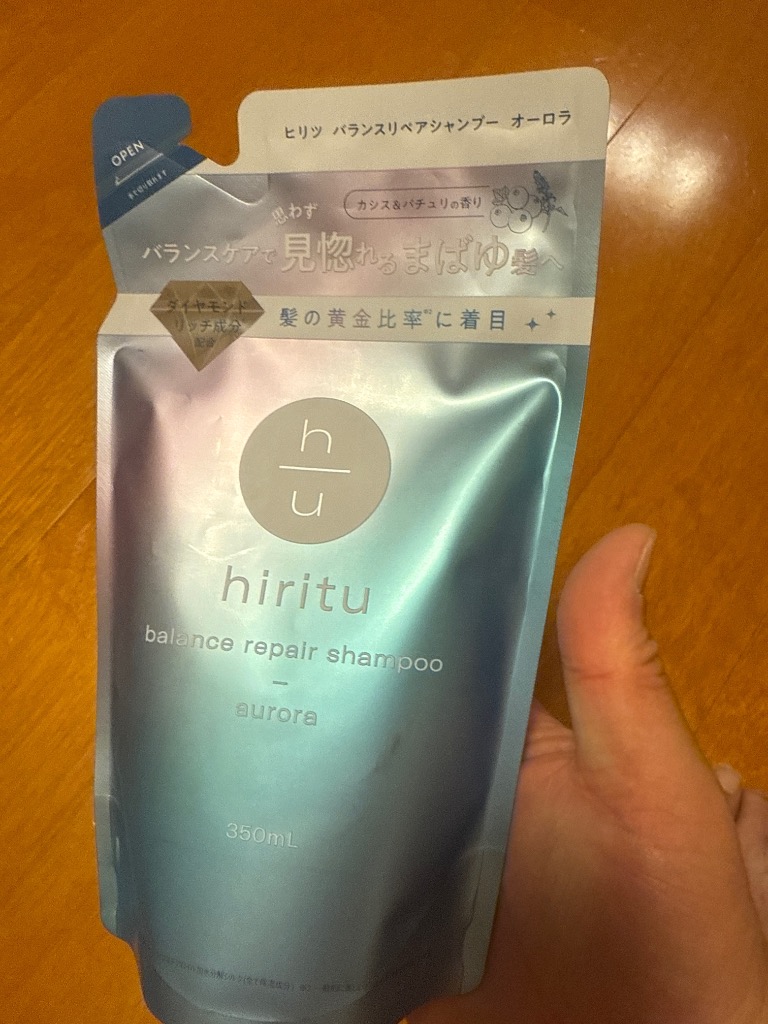 ヒリツ バランスリペアシャンプー オーロラ
OPEN
カシス&パチュリの香り
思わず
バランスケアで見惚れるまばゆ髪へ
ダイヤモンド
リッチ成分
配合
髪の黄金比率※2に着目
h
u
hiritu
balance repair shampoo
aurora
350mL